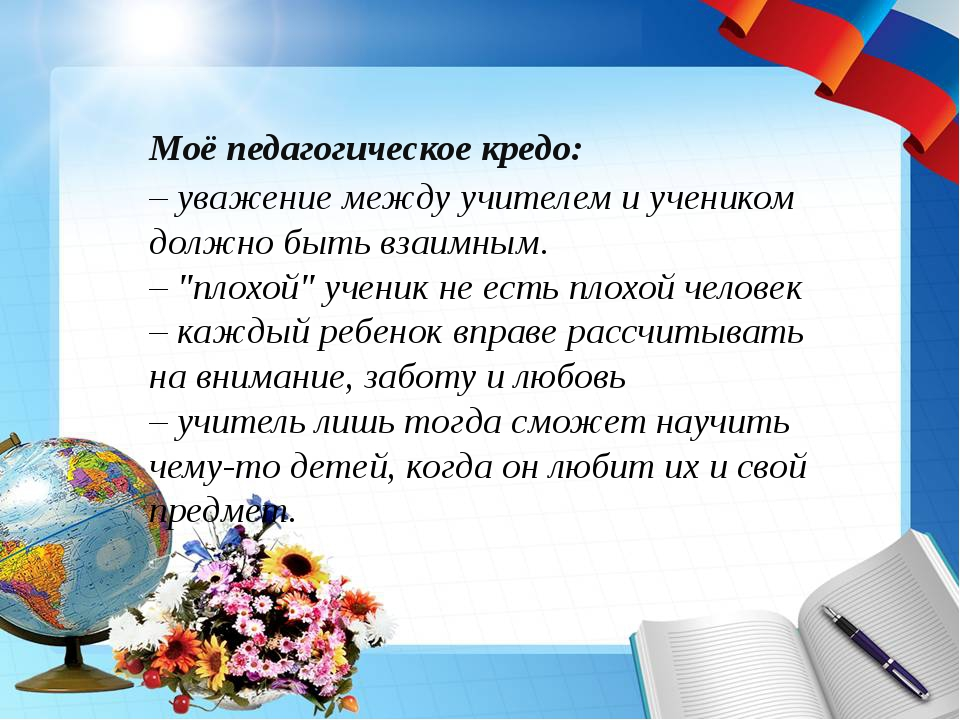 Моё педагогическое кредо:
– уважение между учителем и учеником
должно быть взаимным.
– "плохой" ученик не есть плохой человек
– каждый ребенок вправе рассчитывать
на внимание, заботу и любовь
– учитель лишь тогда сможет научить
чему-то детей, когда он любит их и свой
предмет.